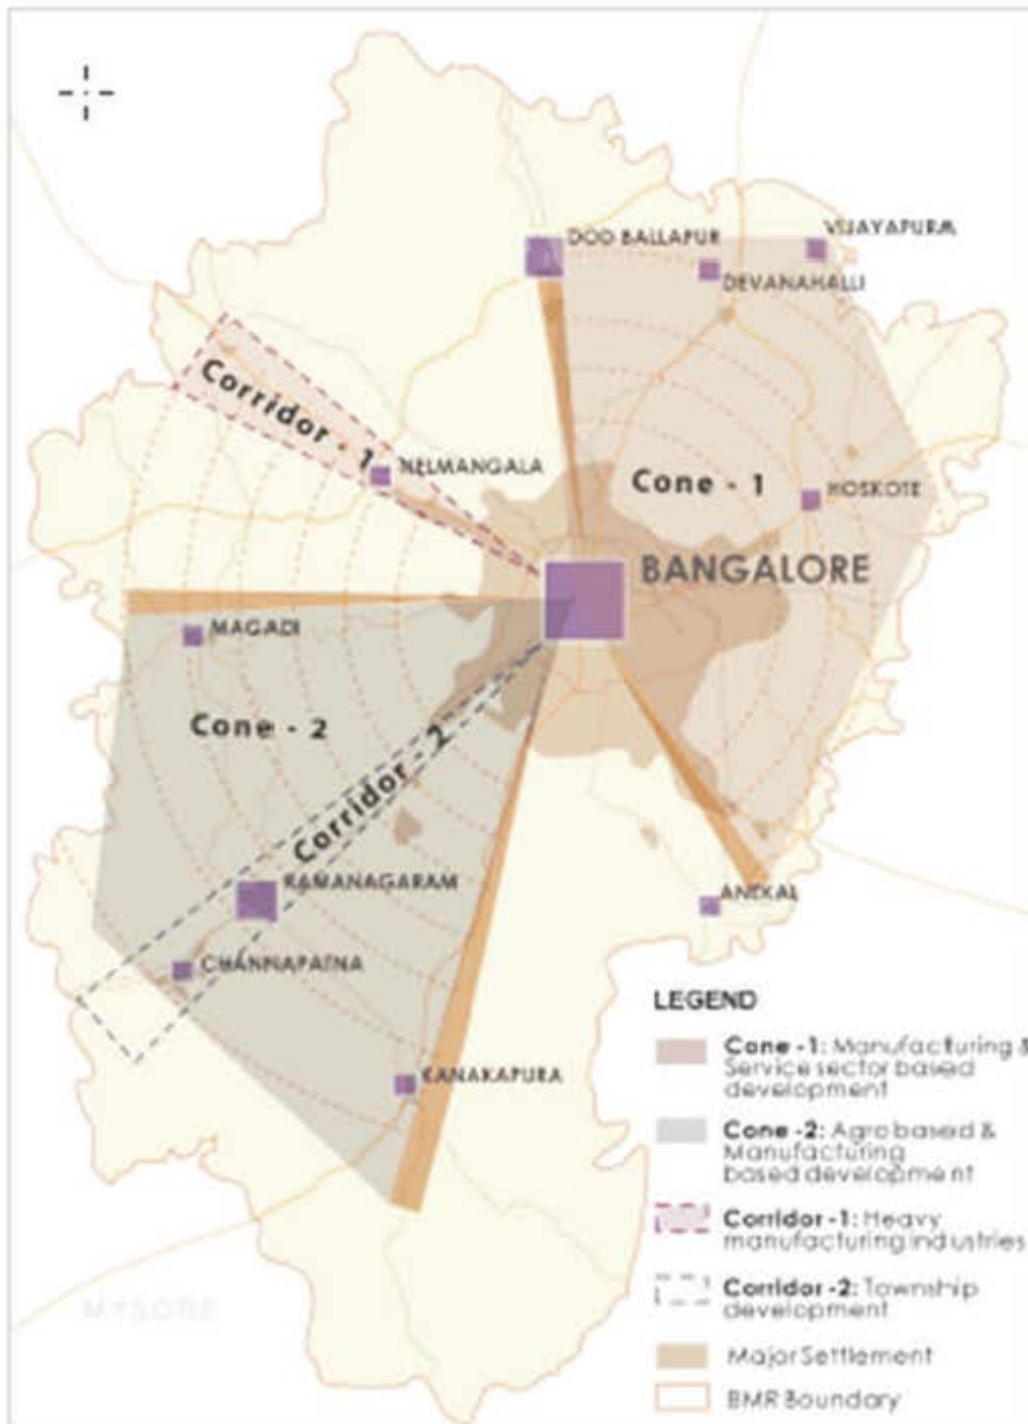 DOD BALLAPUR
VIJAYAPURM
DEVANAHALLI
Corridor - 1
NELMANGALA
Cone - 1
HOSKOTE
BANGALORE
MAGADI
Cone - 2
Corridor - 2
RAMANAGARAM
ANEKAL
CHANNAPATNA
KANAKAPURA
MYSORE
LEGEND
Cone -1: Manufacturing &
Service sector based
development
Cone -2: Agro based &
Manufacturing
based development
Corridor -1: Heavy
manufacturing industries
Corridor -2: Township
development
Major Settlement
BMR Boundary